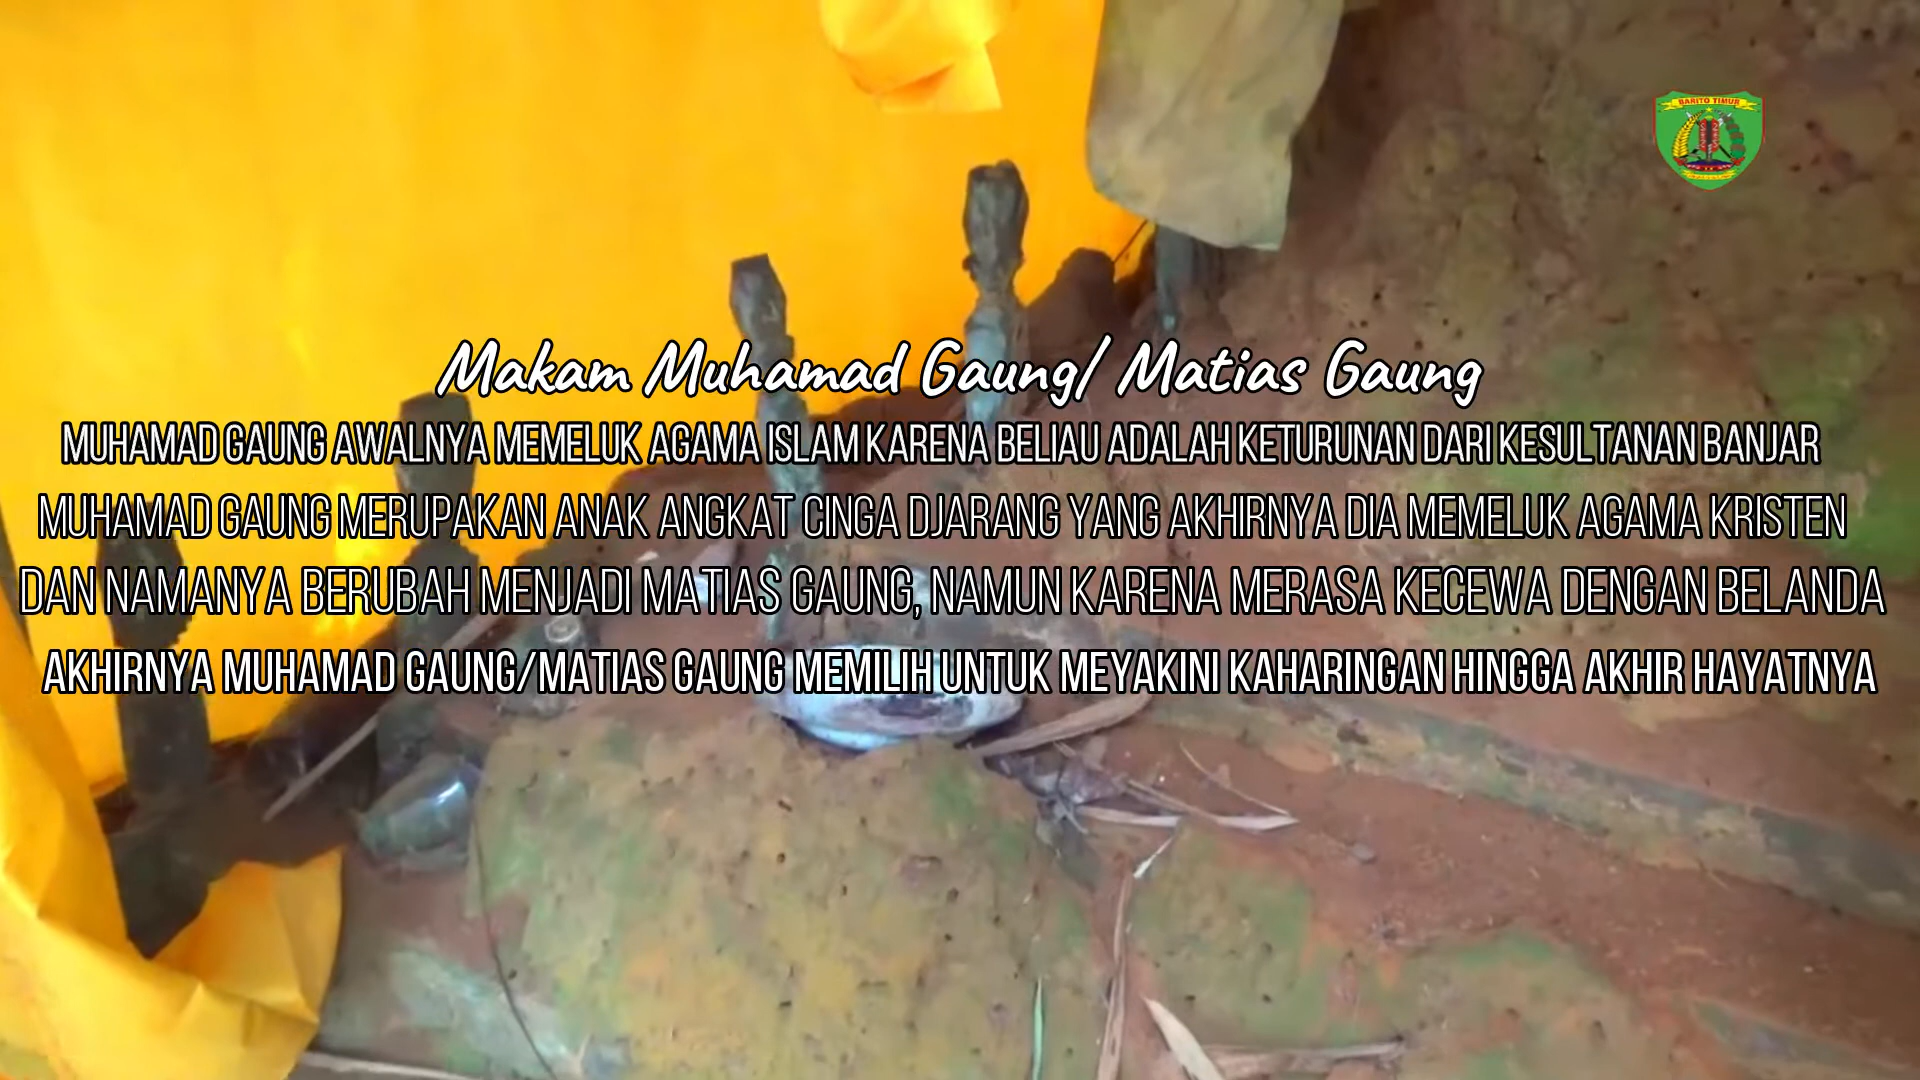 BARITO TIMUR
Makam Muhamad Gaung/ Matias Gaung
MUHAMAD GAUNG AWALNYA MEMELUK AGAMA ISLAM KARENA BELIAU ADALAH KETURUNAN DARI KESULTANAN BANJAR
MUHAMAD GAUNG MERUPAKAN ANAK ANGKAT CINGA DJARANG YANG AKHIRNYA DIA MEMELUK AGAMA KRISTEN
DAN NAMANYA BERUBAH MENJADI MATIAS GAUNG, NAMUN KARENA MERASA KECEWA DENGAN BELANDA
AKHIRNYA MUHAMAD GAUNG/MATIAS GAUNG MEMILIH UNTUK MEYAKINI KAHARINGAN HINGGA AKHIR HAYATNYA